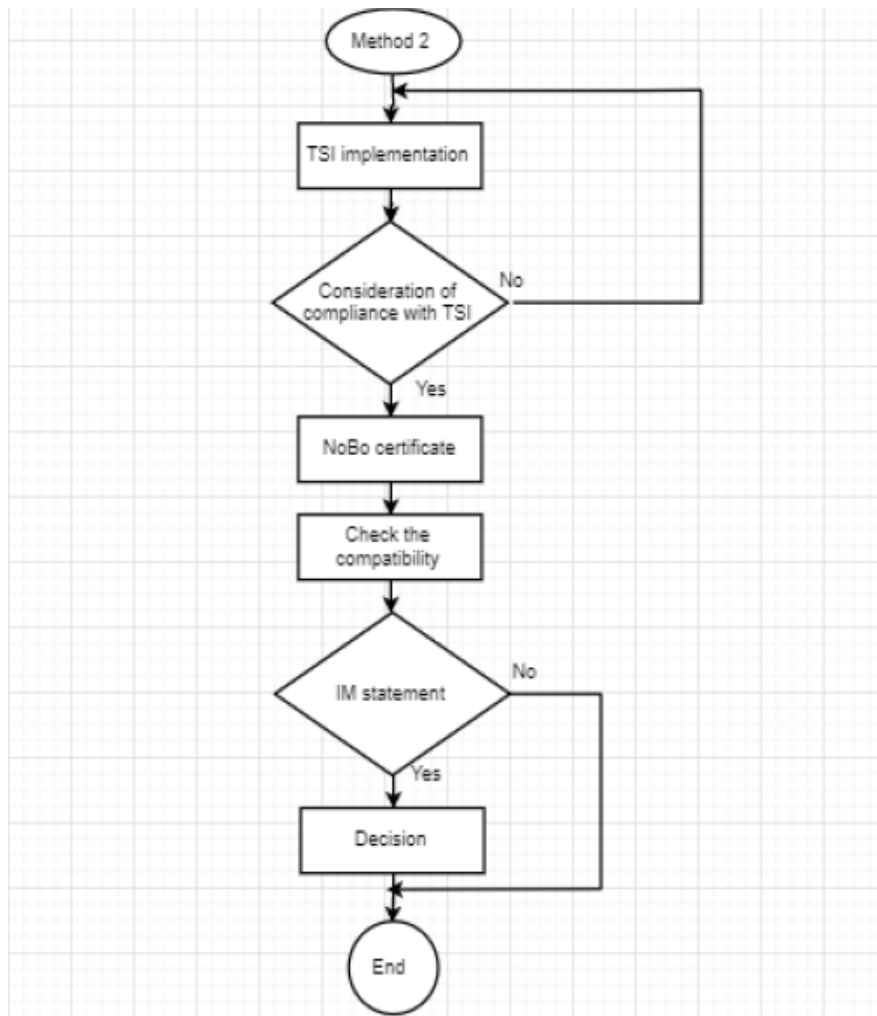 Method 2
TSI implementation
Consideration of
compliance with TSI
No
Yes
NoBo certificate
Check the
compatibility
IM statement
No
Yes
Decision
End